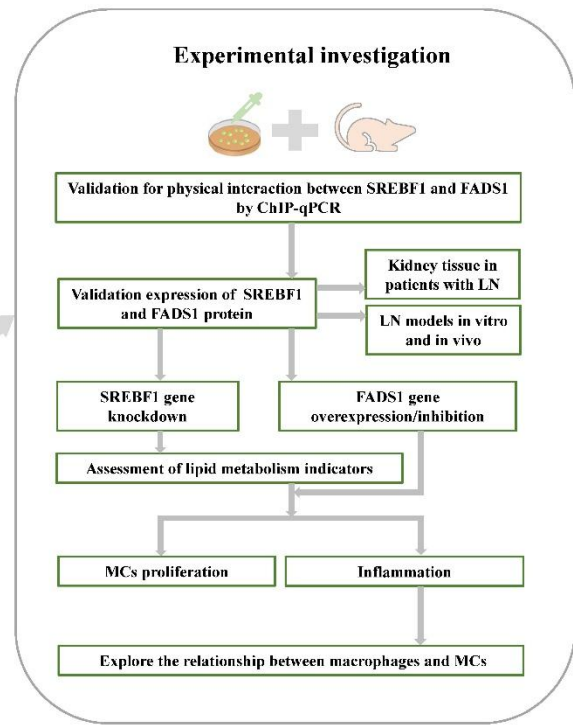 Experimental investigation
Validation for physical interaction between SREBF1 and FADS1
by ChIP-qPCR
Kidney tissue in
patients with LN
Validation expression of SREBF1
and FADS1 protein
LN models in vitro
and in vivo
SREBF1 gene
knockdown
FADS1 gene
overexpression/inhibition
Assessment of lipid metabolism indicators
MCs proliferation
Inflammation
Explore the relationship between macrophages and MCs